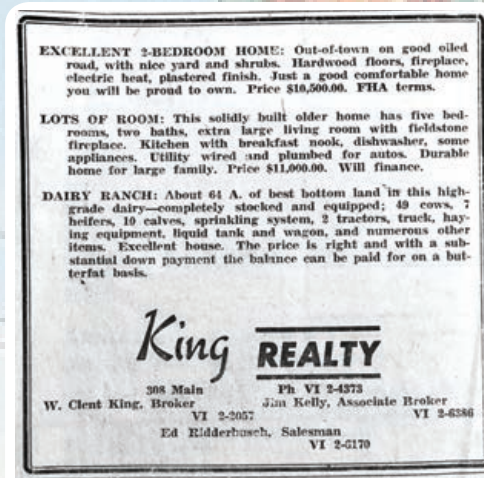 EXCELLENT 2-BEDROOM HOME: Out-of-town on good oiled
road, with nice yard and shrubs. Hardwood floors, fireplace,
electric heat, plastered finish. Just a good comfortable home
you will be proud to own. Price $10,500.00. FHA terms.
LOTS OF ROOM: This solidly built older home has five bed-
rooms, two baths, extra large living room with fieldstone
fireplace. Kitchen with breakfast nook, dishwasher, some
appliances. Utility wired and plumbed for autos. Durable
home for large family. Price $11,000.00. Will finance.
DAIRY RANCH: About 64 A. of best bottom land in this high-
grade dairy—completely stocked and equipped; 49 cows, 7
heifers, 10 calves, sprinkling system, 2 tractors, truck, hay-
ing equipment, liquid tank and wagon, and numerous other
items. Excellent house. The price is right and with a sub-
stantial down payment the balance can be paid for on a but-
terfat basis.
King REALTY
308 Main Ph VI 2-4373
W. Clent King, Broker Jim Kelly, Associate Broker
VI 2-2057 VI 2-6386
Ed Ridderbusch, Salesman
VI 2-6170